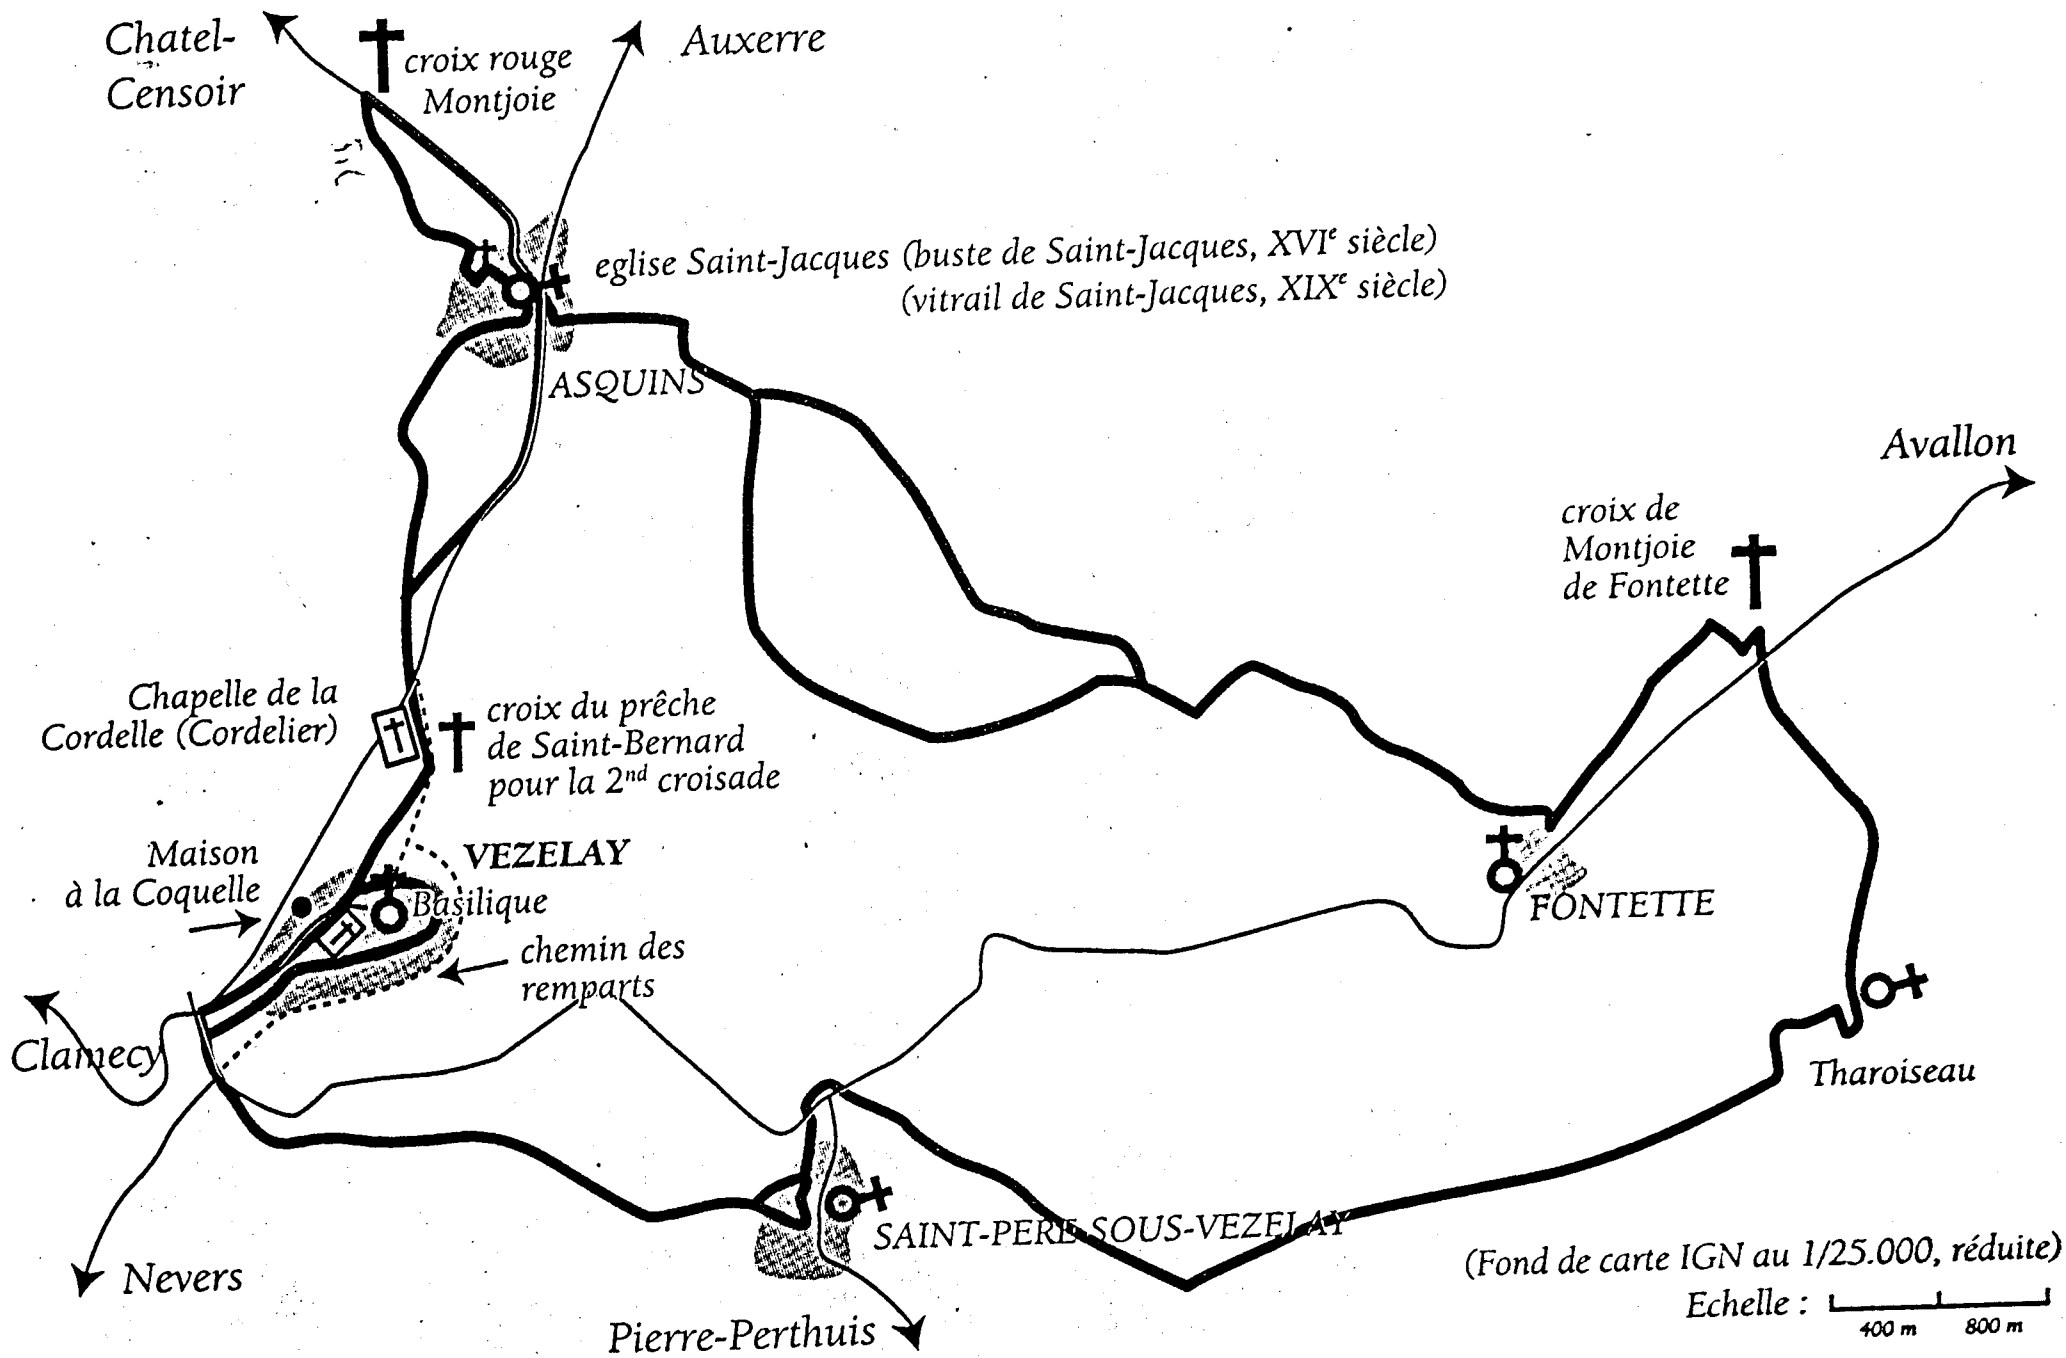 Chatel-
Censoir
croix rouge
Montjoie
Auxerre
eglise Saint-Jacques (buste de Saint-Jacques, XVIe siècle)
(vitrail de Saint-Jacques, XIXe siècle)
ASQUINS
Avallon
croix de
Montjoie
de Fontette
Chapelle de la
Cordelle (Cordelier)
croix du prêche
de Saint-Bernard
pour la 2nd croisade
Maison
à la Coquelle
VEZELAY
Basilique
FONTETTE
chemin des
remparts
Clamecy
Tharoiseau
SAINT-PERE SOUS-VEZELAY
Nevers
(Fond de carte IGN au 1/25.000, réduite)
Echelle :
400 m 800 m
Pierre-Perthuis